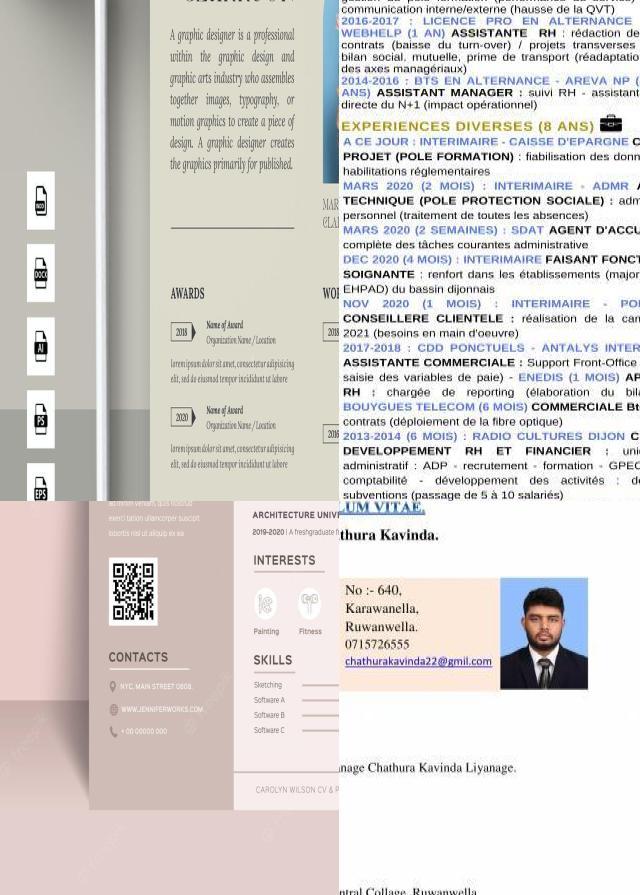 A graphic designer is a professional
within the graphic design and
graphic arts industry who assembles
together images, typography, or
motion graphics to create a piece of
design. A graphic designer creates
the graphics primarily for published.
DOCX
AI
PS
EPS
AWARDS
2018
Name of Award
Organization Name / Location
lorem ipsum dolor sit amet, consectetur adipisicing
elit, sed do eiusmod tempor incididunt ut labore
2020
Name of Award
Organization Name / Location
lorem ipsum dolor sit amet, consectetur adipisicing
elit, sed do eiusmod tempor incididunt ut labore
WO
2018
communication interne/externe (hausse de la QVT)
2016-2017 : LICENCE PRO EN ALTERNANCE
WEBHELP (1 AN) ASSISTANTE RH : rédaction de
contrats (baisse du turn-over) / projets transverses
bilan social, mutuelle, prime de transport (réadaptatio
des axes managériaux)
2014-2016 : BTS EN ALTERNANCE - AREVA NP (
ANS) ASSISTANT MANAGER : suivi RH - assistan
directe du N+1 (impact opérationnel)
EXPERIENCES DIVERSES (8 ANS)
A CE JOUR : INTERIMAIRE - CAISSE D'EPARGNE C
PROJET (POLE FORMATION) : fiabilisation des donn
habilitations réglementaires
MARS 2020 (2 MOIS) : INTERIMAIRE - ADMR A
TECHNIQUE (POLE PROTECTION SOCIALE) : adm
personnel (traitement de toutes les absences)
MARS 2020 (2 SEMAINES) : SDAT AGENT D'ACCU
complète des tâches courantes administrative
DEC 2020 (4 MOIS) : INTERIMAIRE FAISANT FONCT
SOIGNANTE : renfort dans les établissements (major
EHPAD) du bassin dijonnais
NOV 2020 (1 MOIS) : INTERIMAIRE - PO
CONSEILLERE CLIENTELE : réalisation de la can
2021 (besoins en main d'oeuvre)
2017-2018 : CDD PONCTUELS - ANTALYS INTER
ASSISTANTE COMMERCIALE : Support Front-Office
saisie des variables de paie) - ENEDIS (1 MOIS) AP
RH : chargée de reporting (élaboration du bila
BOUYGUES TELECOM (6 MOIS) COMMERCIALE Bt
contrats (déploiement de la fibre optique)
2013-2014 (6 MOIS) : RADIO CULTURES DIJON C
DEVELOPPEMENT RH ET FINANCIER : uni
administratif : ADP - recrutement - formation - GPEC
comptabilité - développement des activités : de
subventions (passage de 5 à 10 salariés)
ad minim veniam, quis nostrud
exerci tation ullamcorper suscipit
lobortis nisl ut aliquip ex ea
CONTACTS
NYC, MAIN STREET 0608.
WWW.JENNIFERWORKS.COM
+ 00 00000 000
ARCHITECTURE UNIV
2019-2020 | A freshgraduate f
INTERESTS
Painting Fitness
SKILLS
Sketching
Software A
Software B
Software C
CAROLYN WILSON CV & P
LUM VITAE.
thura Kavinda.
No :- 640,
Karawanella,
Ruwanwella.
0715726555
chathurakavinda22@gmil.com
nage Chathura Kavinda Liyanage.
ntral Collage, Ruwanwella